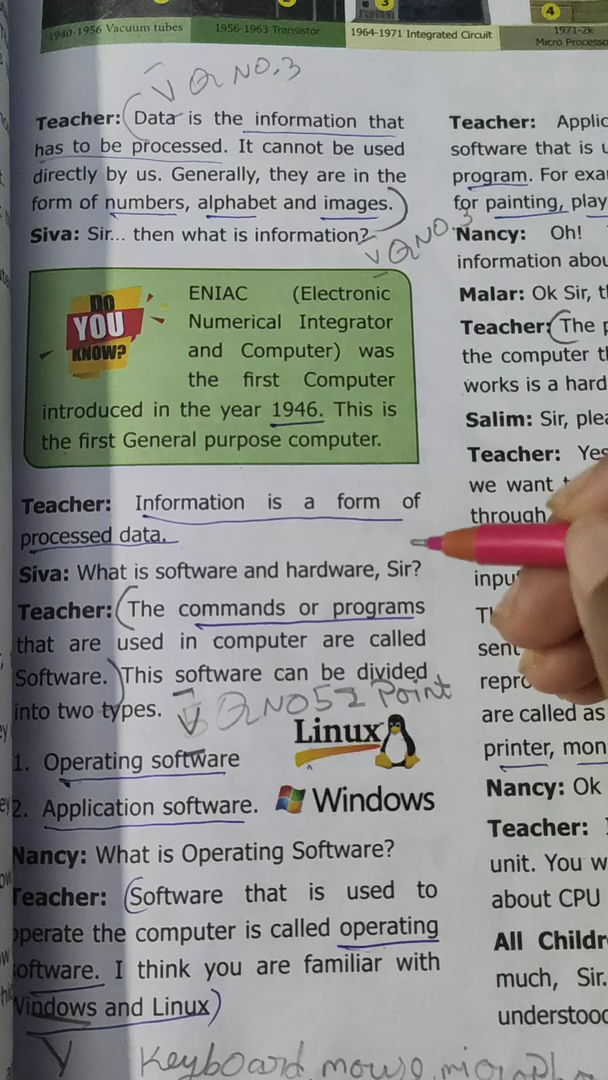 3
4
1940-1956 Vacuum tubes
1956-1963 Transistor
1964-1971 Integrated Circuit
1971-2k
Micro Processo
V Q NO.3
Teacher: Data is the information that
has to be processed. It cannot be used
directly by us. Generally, they are in the
form of numbers, alphabet and images.
Siva: Sir... then what is information?
V Q NO.3
DO
YOU
KNOW?
ENIAC (Electronic
Numerical Integrator
and Computer) was
the first Computer
introduced in the year 1946. This is
the first General purpose computer.
Teacher: Information is a form of
processed data.
Siva: What is software and hardware, Sir?
Teacher: The commands or programs
that are used in computer are called
Software. This software can be divided
into two types.
V Q NO 5 I Point
Linux
1. Operating software
2. Application software.
Windows
Nancy: What is Operating Software?
Teacher: Software that is used to
operate the computer is called operating
software. I think you are familiar with
Windows and Linux
V Keyboard, mouse,
Teacher: Applic
software that is u
program. For exa
for painting, play
Nancy: Oh!
information abou
Malar: Ok Sir, t
Teacher: The p
the computer t
works is a hard
Salim: Sir, plea
Teacher: Yes
we want
through
inpu
sent
repre
are called as
printer, mon
Nancy: Ok
Teacher: I
unit. You w
about CPU
All Childre
much, Sir.
understood